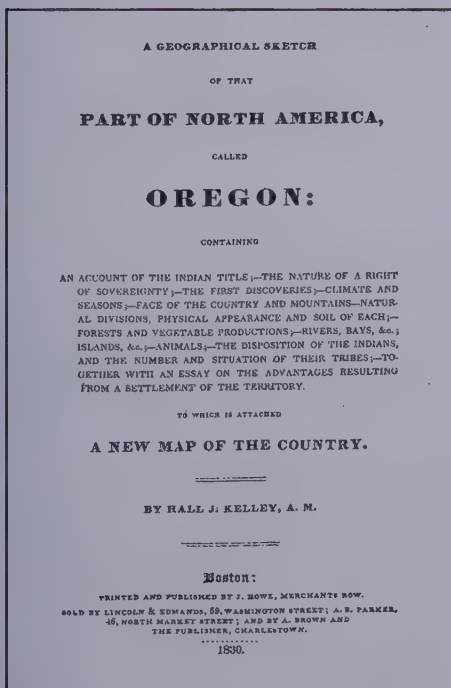 A GEOGRAPHICAL SKETCH
OF THAT
PART OF NORTH AMERICA,
CALLED
OREGON:
CONTAINING
AN ACCOUNT OF THE INDIAN TITLE;—THE NATURE OF A RIGHT
OF SOVEREIGNTY;—THE FIRST DISCOVERIES;—CLIMATE AND
SEASONS;—FACE OF THE COUNTRY AND MOUNTAINS—NATUR-
AL DIVISIONS, PHYSICAL APPEARANCE AND SOIL OF EACH;—
FORESTS AND VEGETABLE PRODUCTIONS;—RIVERS, BAYS, &c.;
ISLANDS, &c.;—ANIMALS;—THE DISPOSITION OF THE INDIANS,
AND THE NUMBER AND SITUATION OF THEIR TRIBES;—TO-
GETHER WITH AN ESSAY ON THE ADVANTAGES RESULTING
FROM A SETTLEMENT OF THE TERRITORY.
TO WHICH IS ATTACHED
A NEW MAP OF THE COUNTRY.
BY HALL J. KELLEY, A. M.
Boston:
PRINTED AND PUBLISHED BY J. HOWE, MERCHANTS ROW.
SOLD BY LINCOLN & EDMANDS, 59, WASHINGTON STREET; A. B. PARKER,
46, NORTH MARKET STREET; AND BY A. BROWN AND
THE PUBLISHER, CHARLESTOWN.
1830.